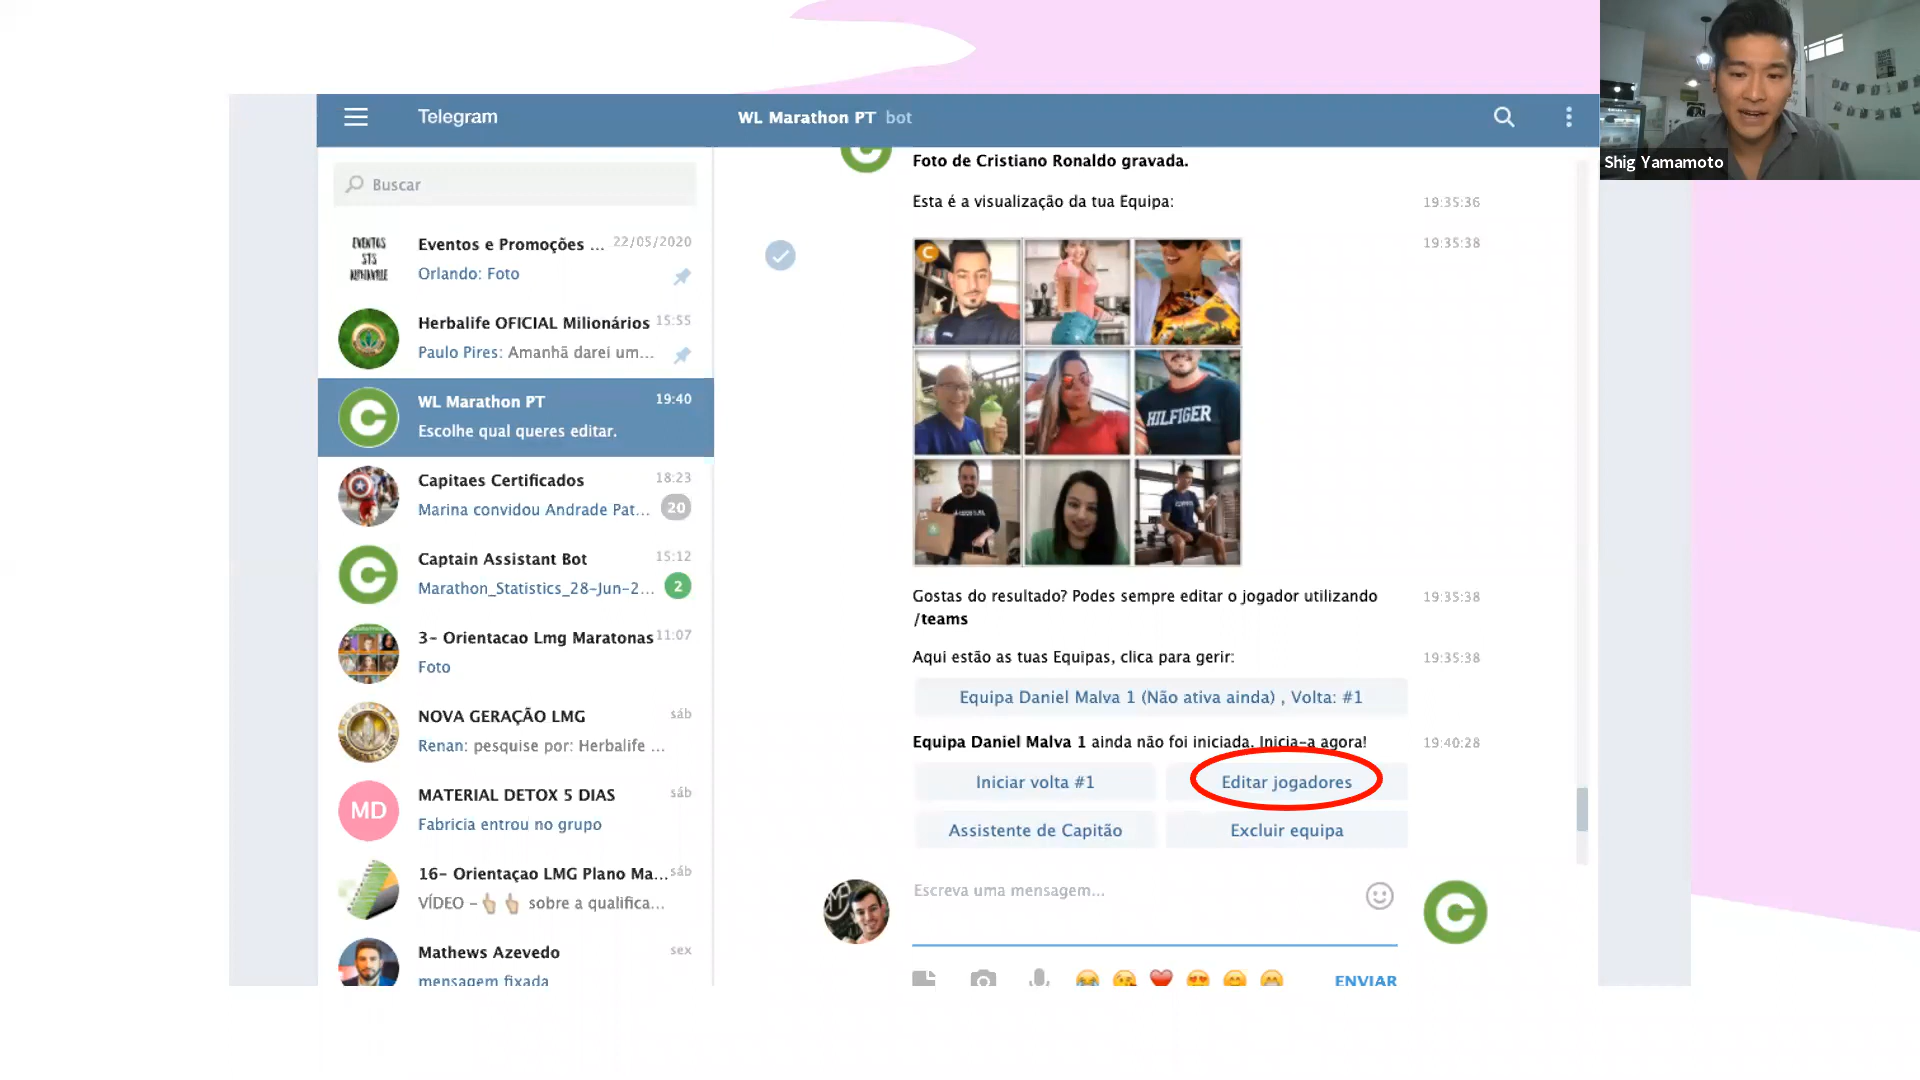 Telegram
WL Marathon PT bot
Shig Yamamoto
Buscar
EVENTOS
STS
Eventos e Promoções ... 22/05/2020
Orlando: Foto
Herbalife OFICIAL Milionários 15:55
Paulo Pires: Amanhã darei um...
WL Marathon PT 19:40
Escolhe qual queres editar.
Capitaes Certificados 18:23
Marina convidou Andrade Pat... 20
Captain Assistant Bot 15:12
Marathon_Statistics_28-Jun-2... 2
3- Orientacao Lmg Maratonas 11:07
Foto
NOVA GERAÇÃO LMG sáb
Renan: pesquise por: Herbalife ...
MD
MATERIAL DETOX 5 DIAS sáb
Fabricia entrou no grupo
16- Orientaçao LMG Plano Ma... sáb
VÍDEO -👆🏼👆🏼 sobre a qualifica...
Mathews Azevedo sex
mensagem fixada
Foto de Cristiano Ronaldo gravada.
Esta é a visualização da tua Equipa: 19:35:36
19:35:38
C
HILFIGER
Gostas do resultado? Podes sempre editar o jogador utilizando 19:35:38
/teams
Aqui estão as tuas Equipas, clica para gerir: 19:35:38
Equipa Daniel Malva 1 (Não ativa ainda) , Volta: #1
Equipa Daniel Malva 1 ainda não foi iniciada. Inicia-a agora! 19:40:28
Iniciar volta #1
Editar jogadores
Assistente de Capitão
Excluir equipa
Escreva uma mensagem...
ENVIAR